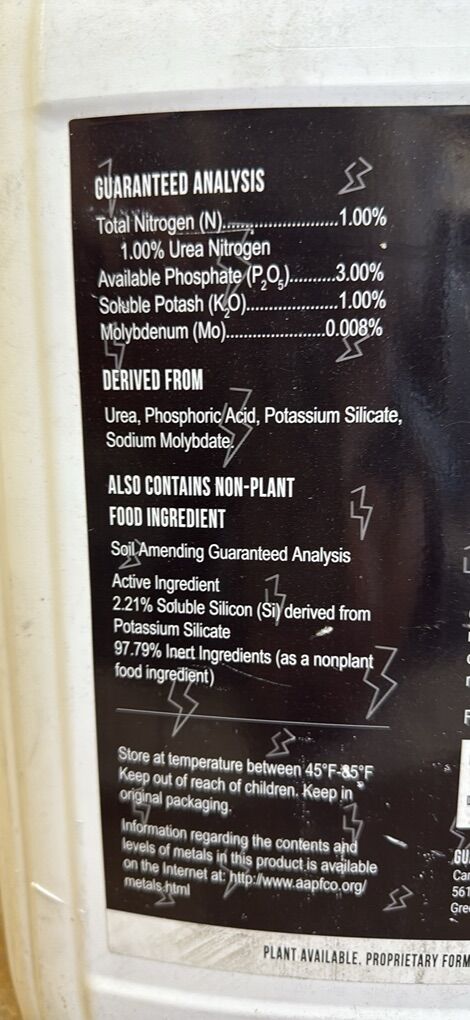 GUARANTEED ANALYSIS
Total Nitrogen (N)..........................1.00%
1.00% Urea Nitrogen
Available Phosphate (P₂O₅)..........3.00%
Soluble Potash (K₂O)....................1.00%
Molybdenum (Mo)......................0.008%
DERIVED FROM
Urea, Phosphoric Acid, Potassium Silicate,
Sodium Molybdate.
ALSO CONTAINS NON-PLANT
FOOD INGREDIENT
Soil Amending Guaranteed Analysis
Active Ingredient
2.21% Soluble Silicon (Si) derived from
Potassium Silicate
97.79% Inert Ingredients (as a nonplant
food ingredient)
Store at temperature between 45°F-85°F
Keep out of reach of children. Keep in
original packaging.
Information regarding the contents and
levels of metals in this product is available
on the Internet at: http://www.aapfco.org/
metals.html
GU
Car
561
Gre
PLANT AVAILABLE. PROPRIETARY FORM